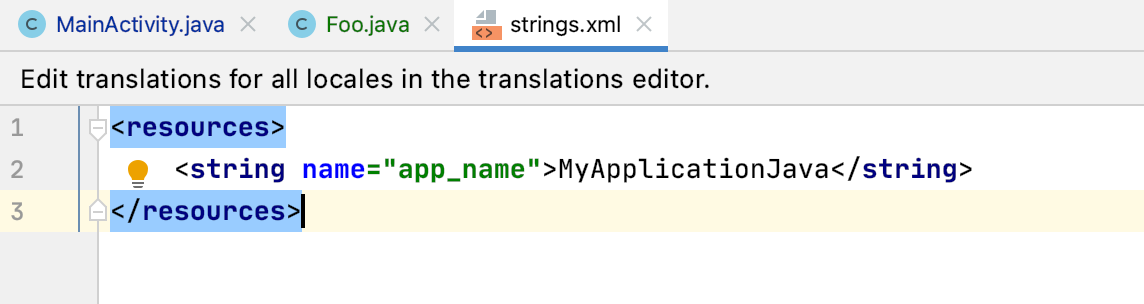 C MainActivity.java × C Foo.java × <> strings.xml ×
Edit translations for all locales in the translations editor.
1 <resources>
2 <string name="app_name">MyApplicationJava</string>
3 </resources>